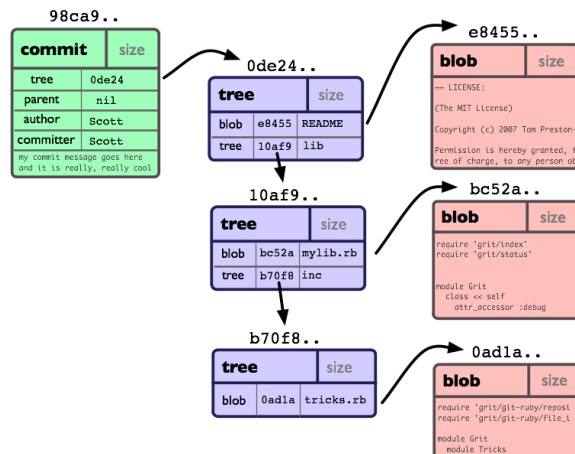 98ca9..
commit size
tree 0de24
parent nil
author Scott
committer Scott
my commit message goes here
and it is really, really cool
0de24..
tree size
blob e8455 README
tree 10af9 lib
e8455..
blob size
== LICENSE:
(The MIT License)
Copyright (c) 2007 Tom Preston-
Permission is hereby granted, f
ree of charge, to any person ob
10af9..
tree size
blob bc52a mylib.rb
tree b70f8 inc
bc52a..
blob size
require 'grit/index'
require 'grit/status'
module Grit
class << self
attr_accessor :debug
b70f8..
tree size
blob 0ad1a tricks.rb
0ad1a..
blob size
require 'grit/git-ruby/reposi
require 'grit/git-ruby/file_i
module Grit
module Tricks